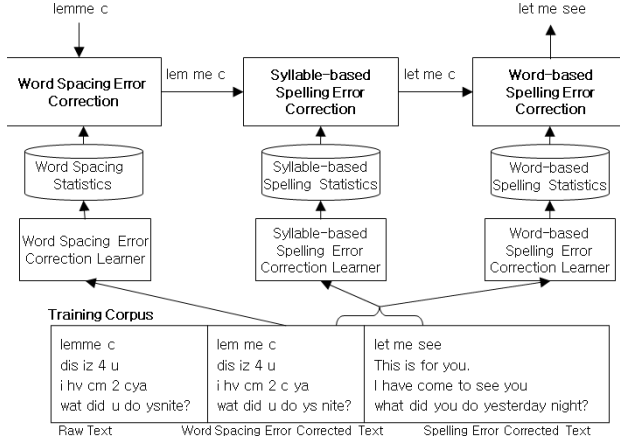 lemme c
let me see
Word Spacing Error
Correction
lem me c
Syllable-based
Spelling Error
Correction
let me c
Word-based
Spelling Error
Correction
Word Spacing
Statistics
Syllable-based
Spelling Statistics
Word-based
Spelling Statistics
Word Spacing Error
Correction Learner
Syllable-based
Spelling Error
Correction Learner
Word-based
Spelling Error
Correction Learner
Training Corpus
lemme c
dis iz 4 u
i hv cm 2 cya
wat did u do ysnite?
lem me c
dis iz 4 u
i hv cm 2 c ya
wat did u do ys nite?
let me see
This is for you.
I have come to see you
what did you do yesterday night?
Raw Text
Word Spacing Error Corrected Text
Spelling Error Corrected Text